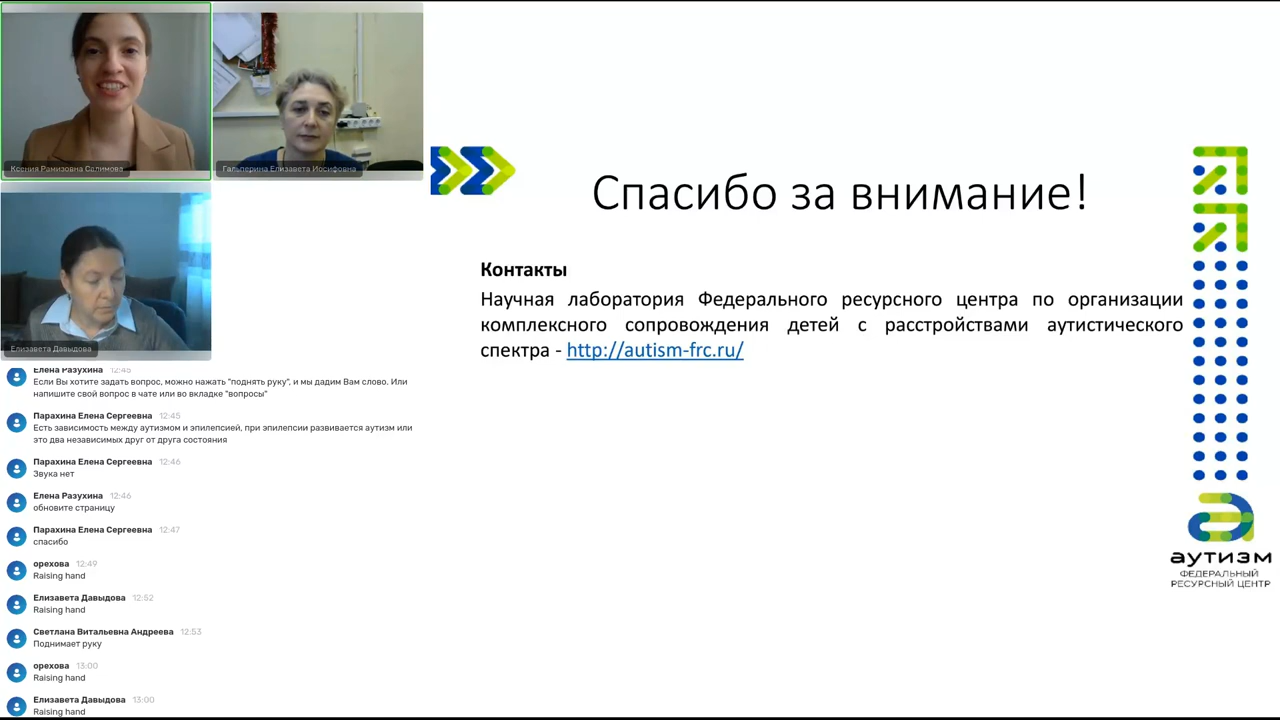 Ксения Рамизовна Салимова
Гальперина Елизавета Иосифовна
Елизавета Давыдова
Елена Разухина 12:45
Если Вы хотите задать вопрос, можно нажать "поднять руку", и мы дадим Вам слово. Или
напишите свой вопрос в чате или во вкладке "вопросы"
Парахина Елена Сергеевна 12:45
Есть зависимость между аутизмом и эпилепсией, при эпилепсии развивается аутизм или
это два независимых друг от друга состояния
Парахина Елена Сергеевна 12:46
Звука нет
Елена Разухина 12:46
обновите страницу
Парахина Елена Сергеевна 12:47
спасибо
орехова 12:49
Raising hand
Елизавета Давыдова 12:52
Raising hand
Светлана Витальевна Андреева 12:53
Поднимает руку
орехова 13:00
Raising hand
Елизавета Давыдова 13:00
Raising hand
Спасибо за внимание!
Контакты
Научная лаборатория Федерального ресурсного центра по организации
комплексного сопровождения детей с расстройствами аутистического
спектра - http://autism-frc.ru/
аутизм
ФЕДЕРАЛЬНЫЙ
РЕСУРСНЫЙ ЦЕНТР